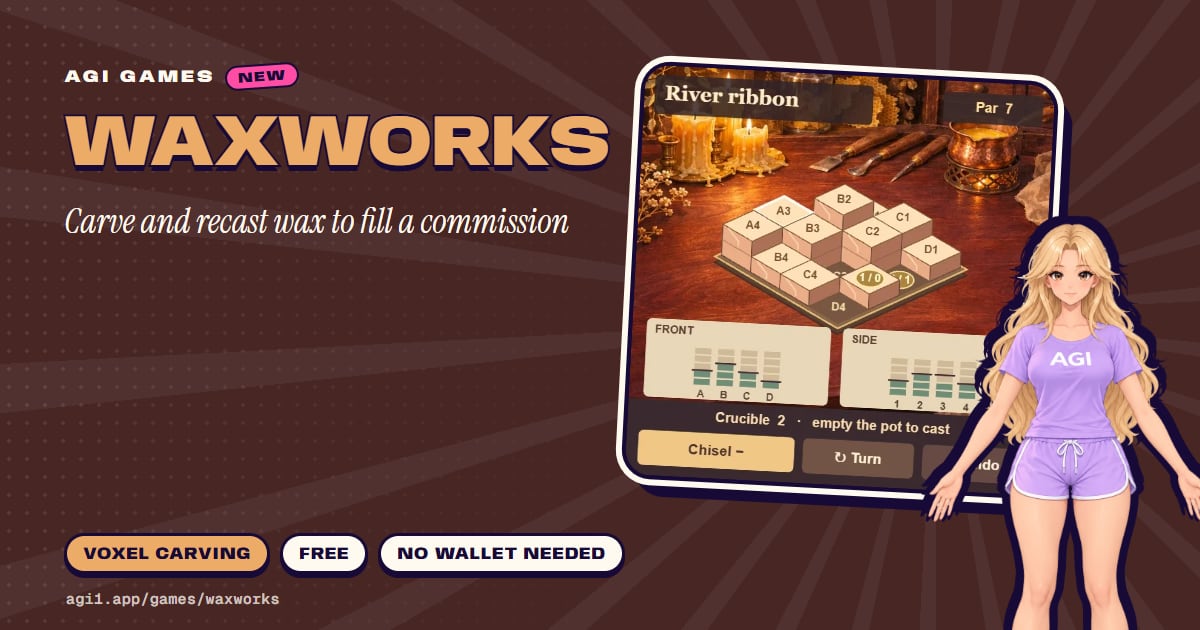 AGI GAMES NEW
WAXWORKS
Carve and recast wax to fill a commission
VOXEL CARVING FREE NO WALLET NEEDED
agi1.app/games/waxworks
River ribbon Par 7
B2
A3 C1
A4 B3 C2
D1
B4
C4 1 / 0
D4
FRONT SIDE
A B C D 1 2 3 4
Crucible 2 · empty the pot to cast
Chisel − ↻ Turn
AGI